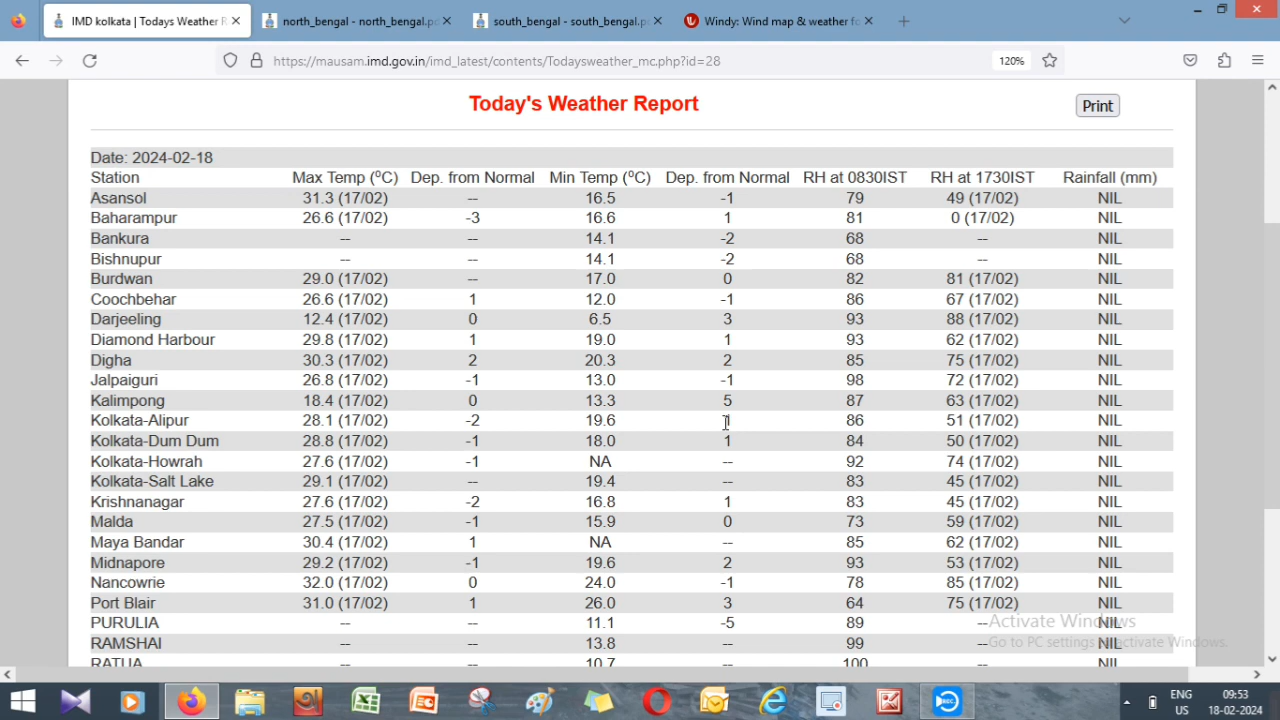 IMD kolkata | Todays Weather R
north_bengal - north_bengal.pd
south_bengal - south_bengal.p
Windy: Wind map & weather fo
https://mausam.imd.gov.in/imd_latest/contents/Todaysweather_mc.php?id=28
120%
Today's Weather Report
Print
Date: 2024-02-18
Station Max Temp (°C) Dep. from Normal Min Temp (°C) Dep. from Normal RH at 0830IST RH at 1730IST Rainfall (mm)
Asansol 31.3 (17/02) -- 16.5 -1 79 49 (17/02) NIL
Baharampur 26.6 (17/02) -3 16.6 1 81 0 (17/02) NIL
Bankura -- -- 14.1 -2 68 -- NIL
Bishnupur -- -- 14.1 -2 68 -- NIL
Burdwan 29.0 (17/02) -- 17.0 0 82 81 (17/02) NIL
Coochbehar 26.6 (17/02) 1 12.0 -1 86 67 (17/02) NIL
Darjeeling 12.4 (17/02) 0 6.5 3 93 88 (17/02) NIL
Diamond Harbour 29.8 (17/02) 1 19.0 1 93 62 (17/02) NIL
Digha 30.3 (17/02) 2 20.3 2 85 75 (17/02) NIL
Jalpaiguri 26.8 (17/02) -1 13.0 -1 98 72 (17/02) NIL
Kalimpong 18.4 (17/02) 0 13.3 5 87 63 (17/02) NIL
Kolkata-Alipur 28.1 (17/02) -2 19.6 1 86 51 (17/02) NIL
Kolkata-Dum Dum 28.8 (17/02) -1 18.0 1 84 50 (17/02) NIL
Kolkata-Howrah 27.6 (17/02) -1 NA -- 92 74 (17/02) NIL
Kolkata-Salt Lake 29.1 (17/02) -- 19.4 -- 83 45 (17/02) NIL
Krishnanagar 27.6 (17/02) -2 16.8 1 83 45 (17/02) NIL
Malda 27.5 (17/02) -1 15.9 0 73 59 (17/02) NIL
Maya Bandar 30.4 (17/02) 1 NA -- 85 62 (17/02) NIL
Midnapore 29.2 (17/02) -1 19.6 2 93 53 (17/02) NIL
Nancowrie 32.0 (17/02) 0 24.0 -1 78 85 (17/02) NIL
Port Blair 31.0 (17/02) 1 26.0 3 64 75 (17/02) NIL
PURULIA -- -- 11.1 -5 89 -- NIL
RAMSHAI -- -- 13.8 -- 99 -- NIL
RATUA -- -- 10.7 -- 100 -- NIL
Activate Windows
Go to PC settings to activate Windows.
REC
ENG
US
09:53
18-02-2024